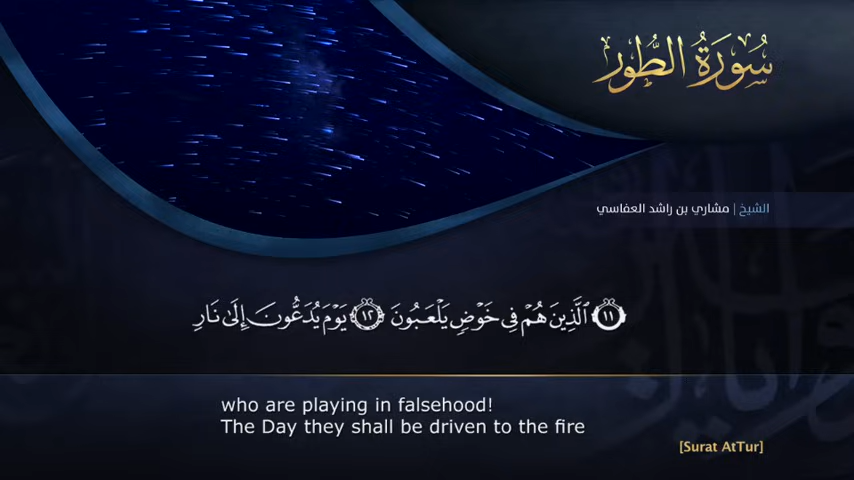 سُورَةُ الطُّورِ
الشيخ | مشاري بن راشد العفاسي
١١ ٱلَّذِينَ هُمۡ فِي خَوۡضٖ يَلۡعَبُونَ ١٢ يَوۡمَ يُدَعُّونَ إِلَىٰ نَارِ
who are playing in falsehood!
The Day they shall be driven to the fire
[Surat AtTur]